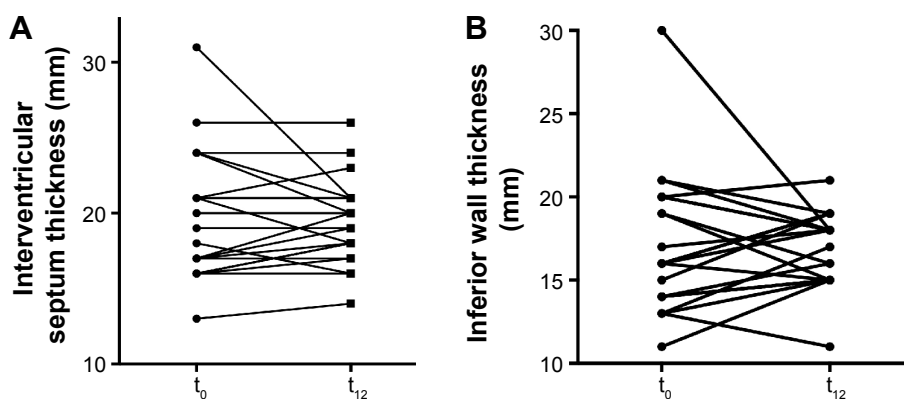 A
Interventricular
septum thickness (mm)
30
20
10
t0
t12
B
Inferior wall thickness
(mm)
30
25
20
15
10
t0
t12